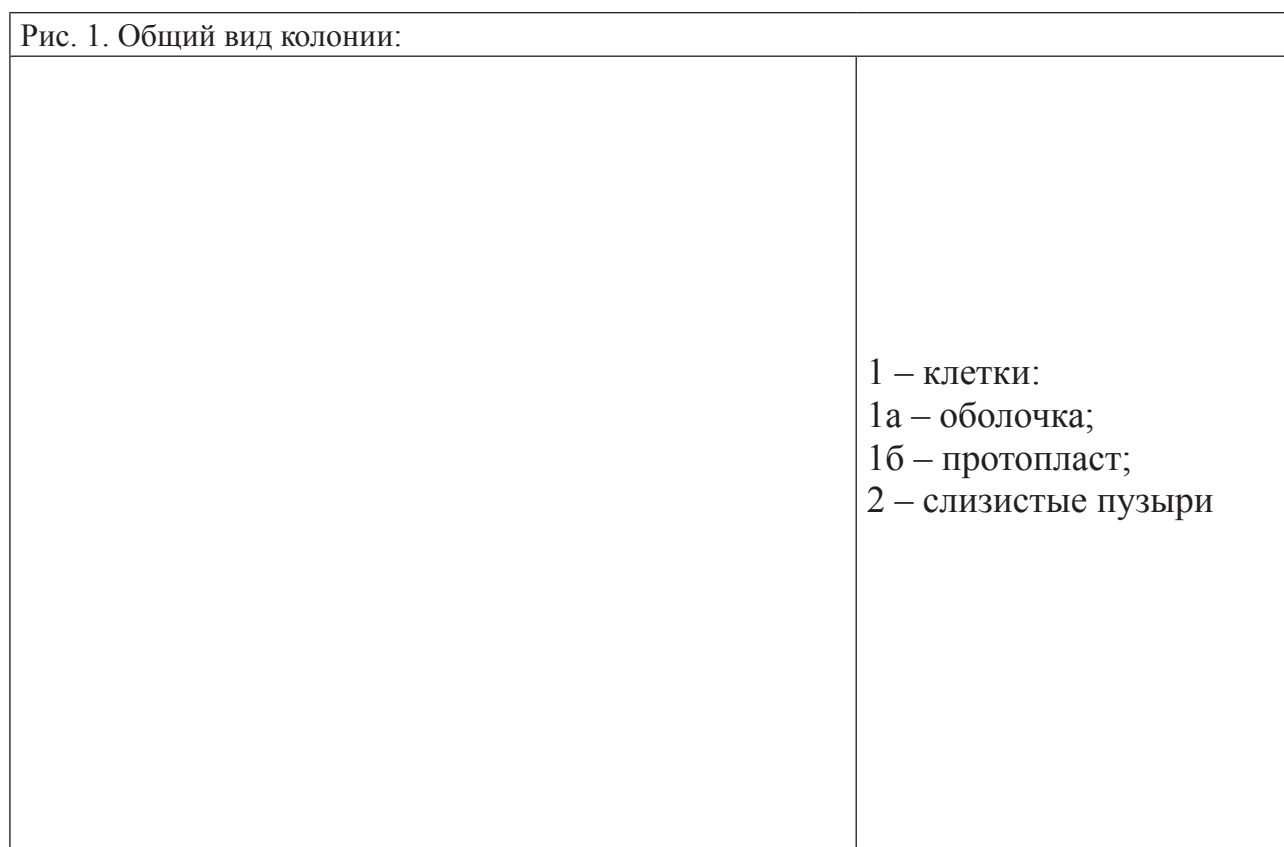 Рис. 1. Общий вид колонии:
1 – клетки:
1а – оболочка;
1б – протопласт;
2 – слизистые пузыри